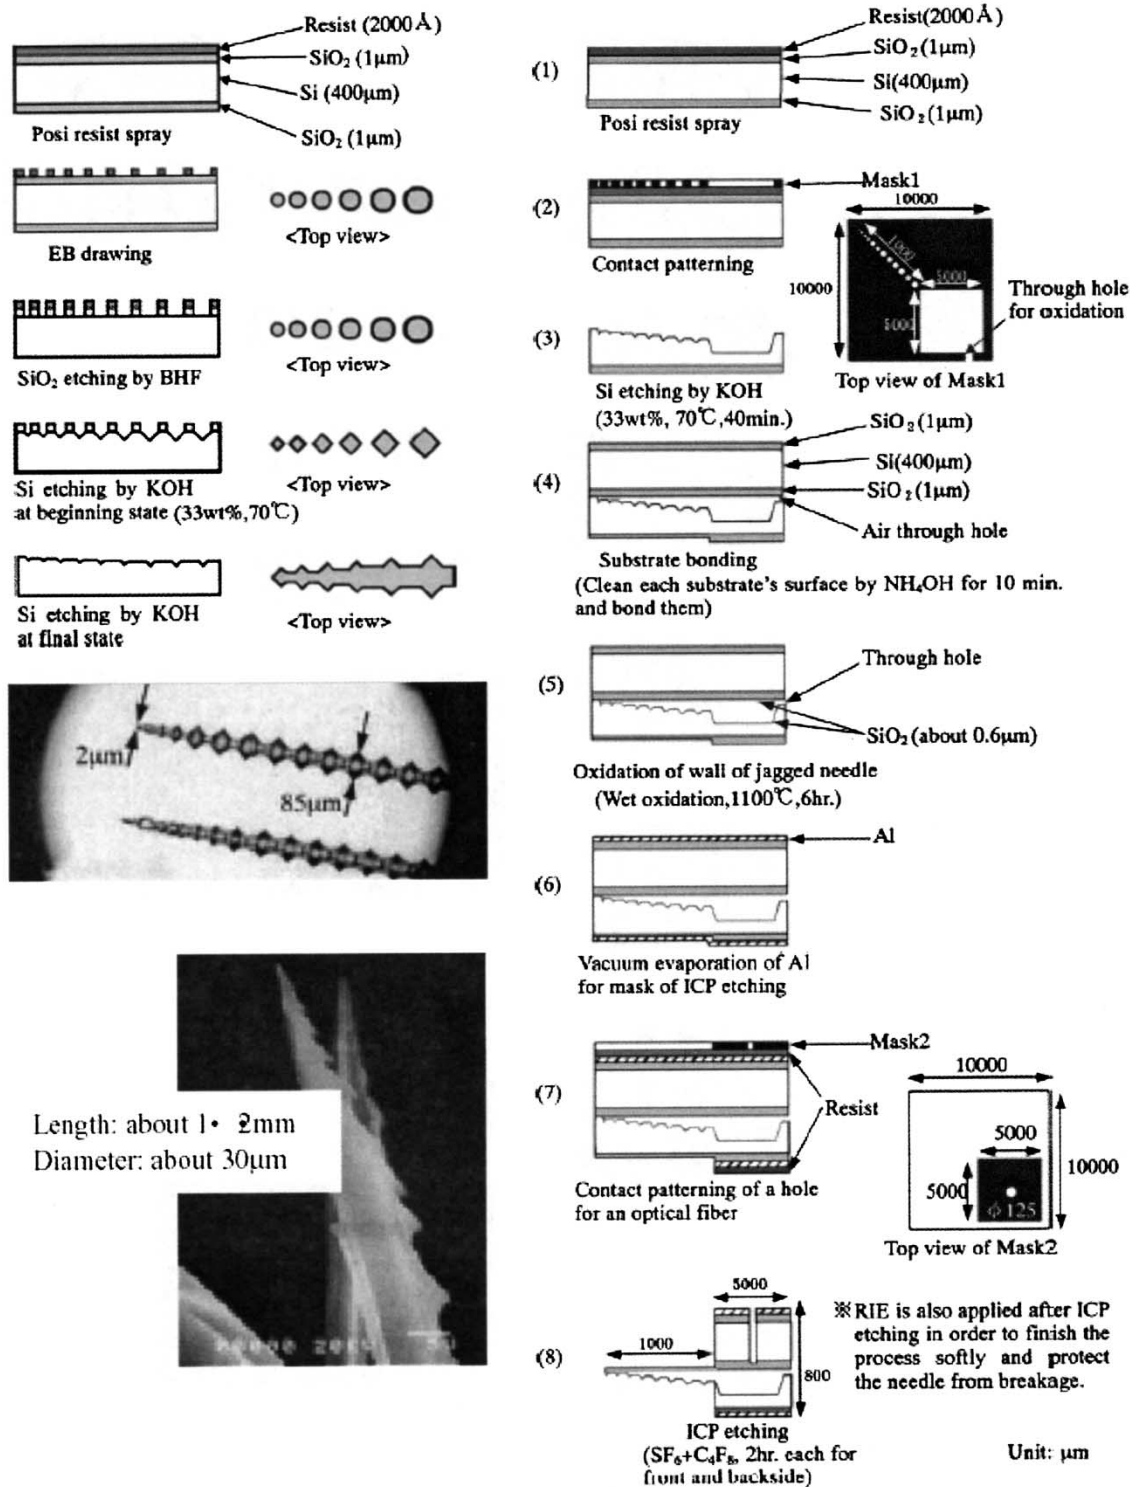 Resist (2000Å)
SiO₂ (1μm)
Si (400μm)
SiO₂ (1μm)
Posi resist spray
EB drawing
<Top view>
SiO₂ etching by BHF
<Top view>
Si etching by KOH
at beginning state (33wt%,70℃)
<Top view>
Si etching by KOH
at final state
<Top view>
2μm
85μm
Length: about 1・2mm
Diameter: about 30μm
(1)
Resist(2000Å)
SiO₂(1μm)
Si(400μm)
SiO₂(1μm)
Posi resist spray
(2)
Mask1
Contact patterning
10000
10000
1000
5000
5000
Through hole
for oxidation
Top view of Mask1
(3)
Si etching by KOH
(33wt%, 70℃,40min.)
(4)
SiO₂(1μm)
Si(400μm)
SiO₂(1μm)
Air through hole
Substrate bonding
(Clean each substrate's surface by NH₄OH for 10 min.
and bond them)
(5)
Through hole
SiO₂(about 0.6μm)
Oxidation of wall of jagged needle
(Wet oxidation,1100℃,6hr.)
(6)
Al
Vacuum evaporation of Al
for mask of ICP etching
(7)
Mask2
Resist
Contact patterning of a hole
for an optical fiber
10000
5000
5000
10000
ϕ125
Top view of Mask2
(8)
5000
1000
800
ICP etching
(SF₆+C₄F₈, 2hr. each for
front and backside)
※RIE is also applied after ICP
etching in order to finish the
process softly and protect
the needle from breakage.
Unit: μm